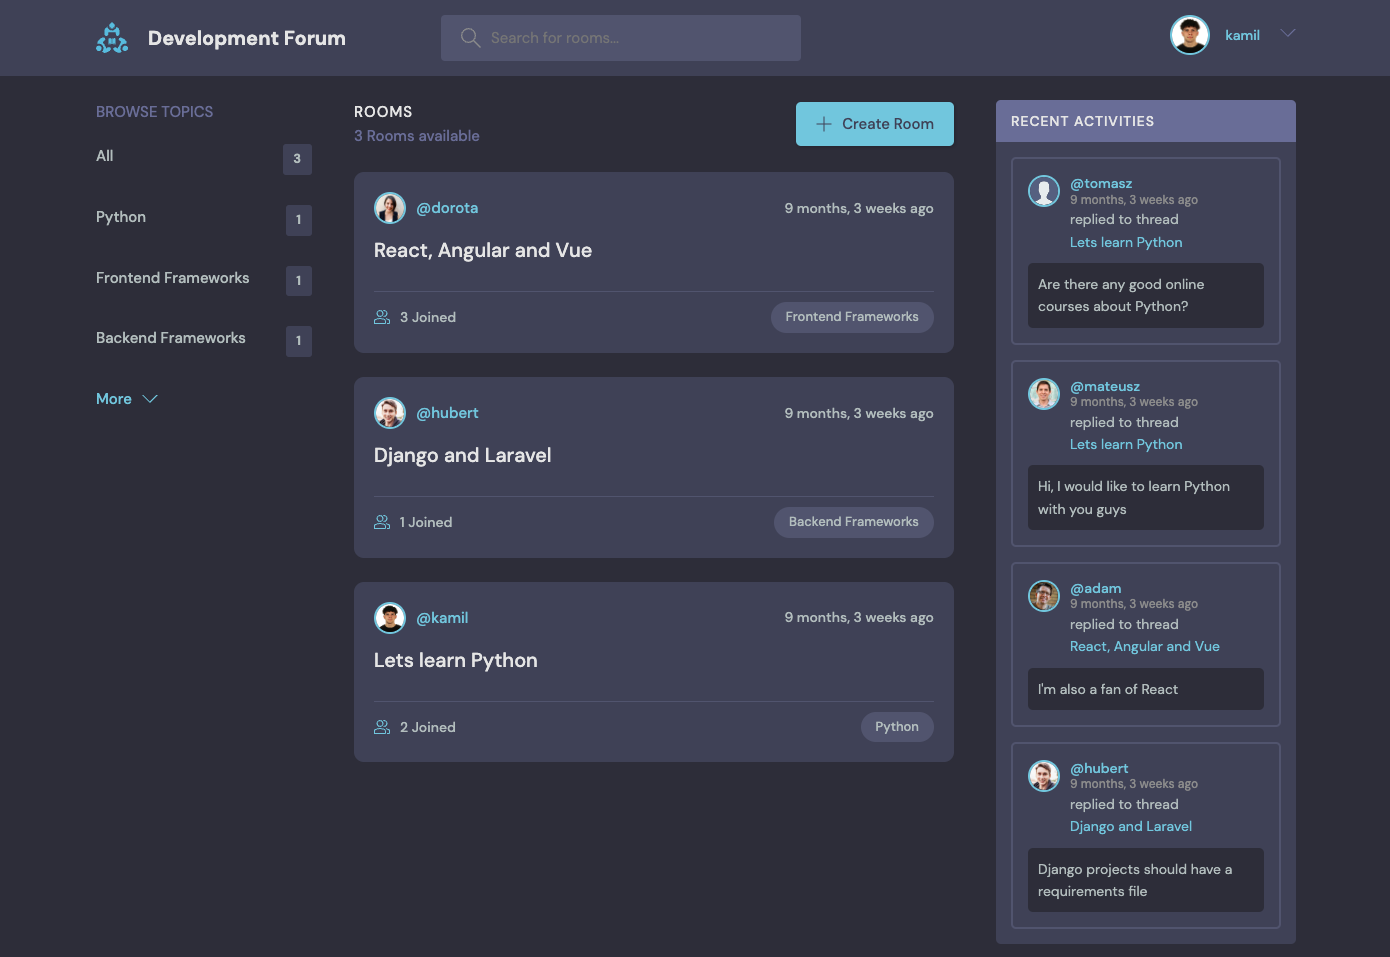 Development Forum
Search for rooms...
kamil
BROWSE TOPICS
All
3
Python
1
Frontend Frameworks
1
Backend Frameworks
1
More
ROOMS
3 Rooms available
Create Room
@dorota
9 months, 3 weeks ago
React, Angular and Vue
3 Joined
Frontend Frameworks
@hubert
9 months, 3 weeks ago
Django and Laravel
1 Joined
Backend Frameworks
@kamil
9 months, 3 weeks ago
Lets learn Python
2 Joined
Python
RECENT ACTIVITIES
@tomasz
9 months, 3 weeks ago
replied to thread
Lets learn Python
Are there any good online
courses about Python?
@mateusz
9 months, 3 weeks ago
replied to thread
Lets learn Python
Hi, I would like to learn Python
with you guys
@adam
9 months, 3 weeks ago
replied to thread
React, Angular and Vue
I'm also a fan of React
@hubert
9 months, 3 weeks ago
replied to thread
Django and Laravel
Django projects should have a
requirements file